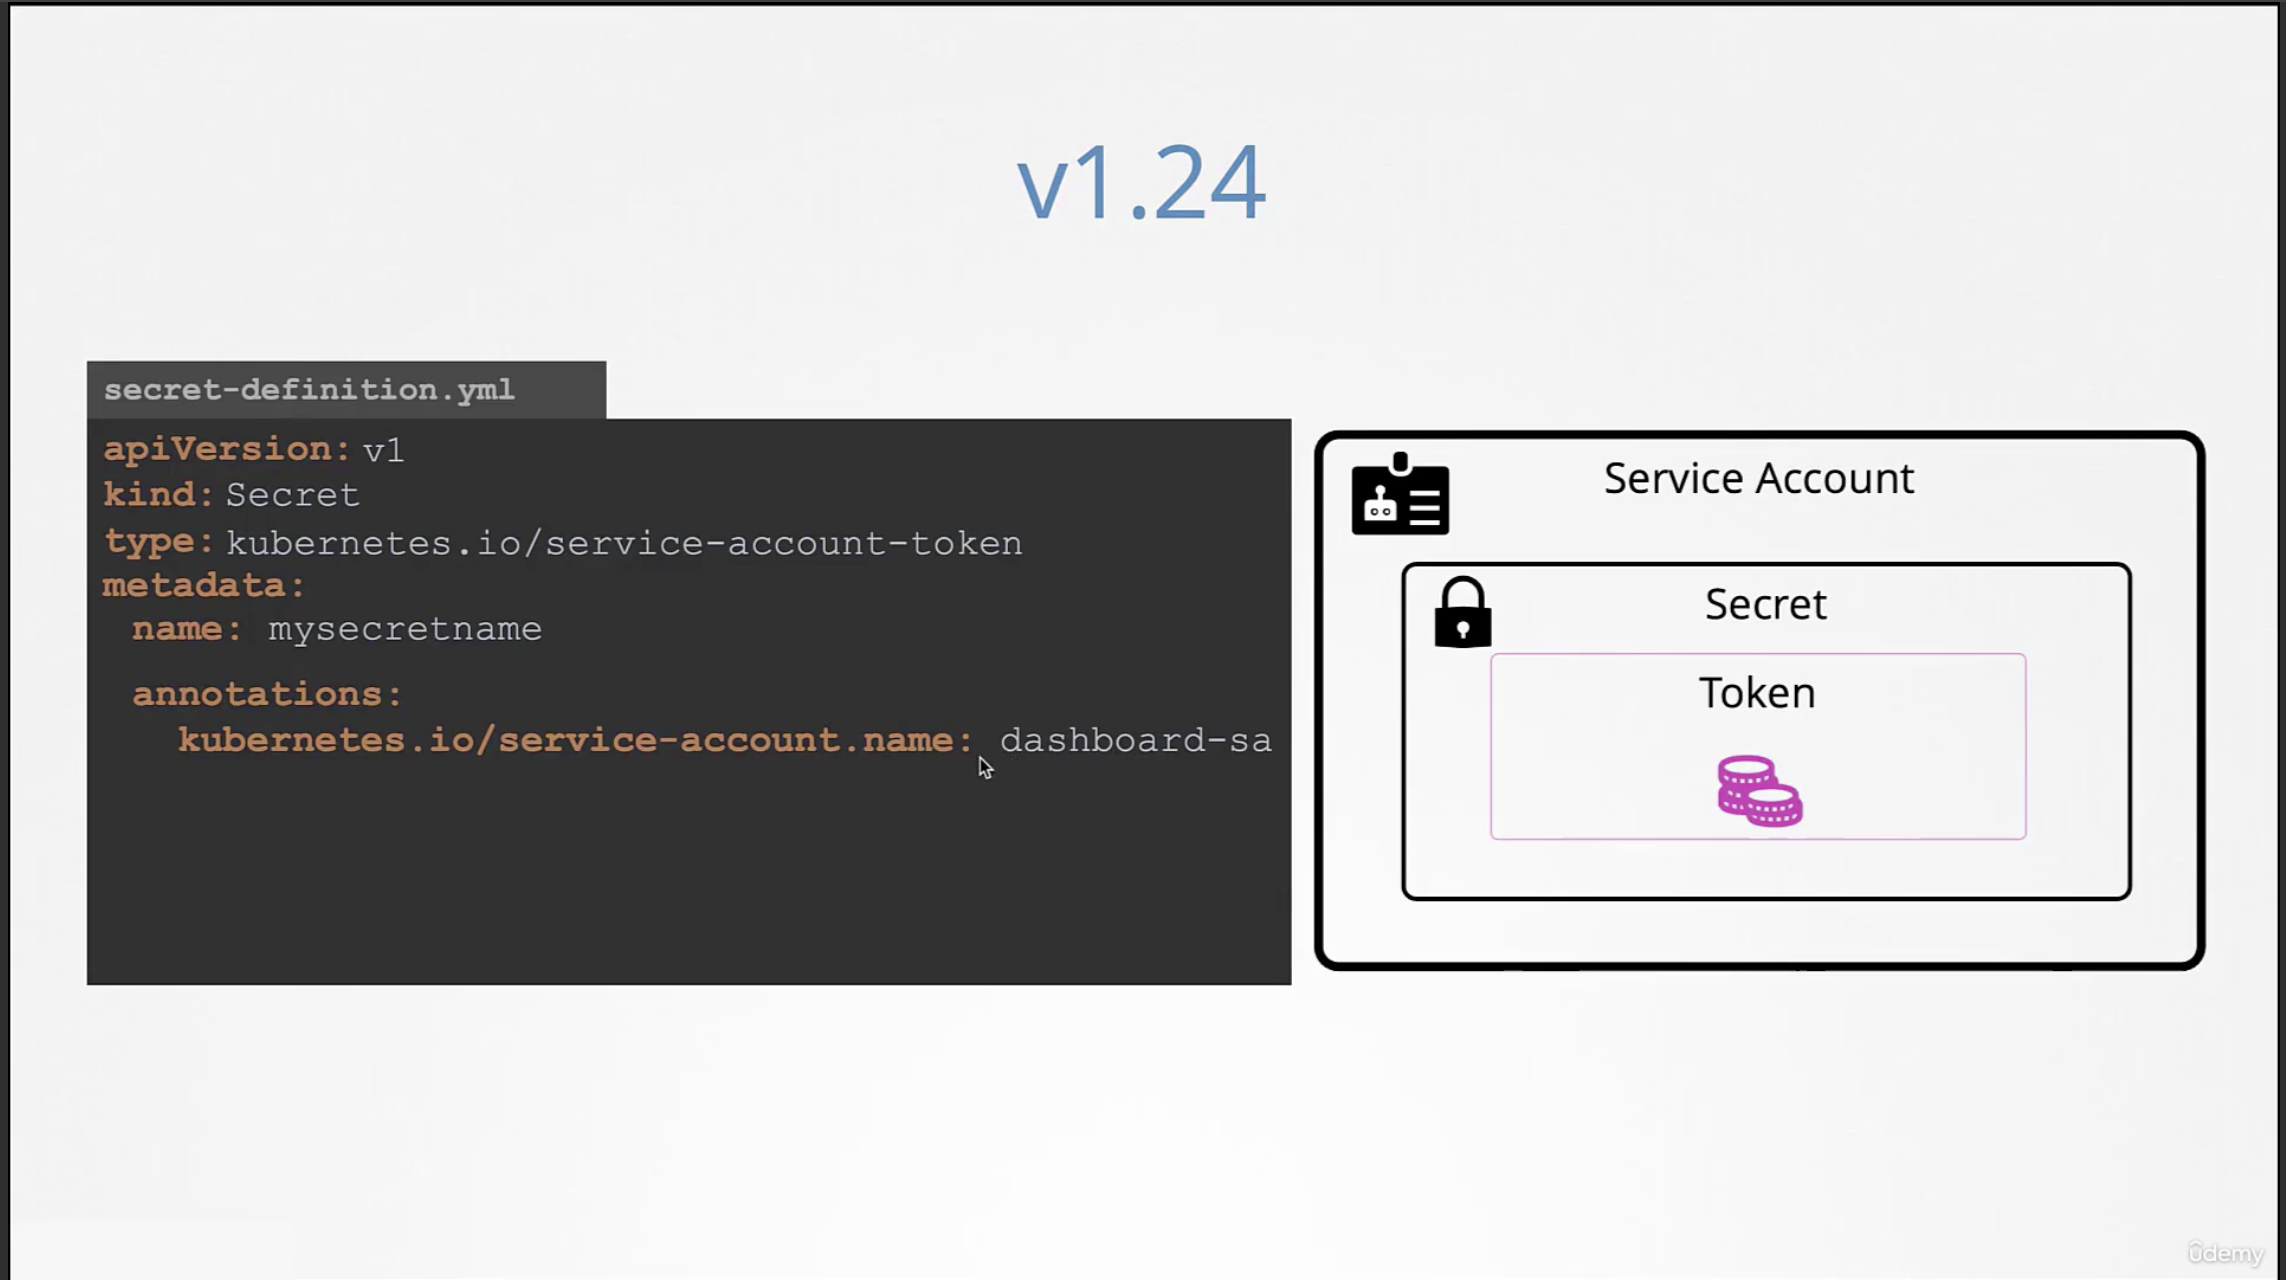 v1.24
secret-definition.yml
apiVersion: v1
kind: Secret
type: kubernetes.io/service-account-token
metadata:
name: mysecretname
annotations:
kubernetes.io/service-account.name: dashboard-sa
Service Account
Secret
Token
ûdemy